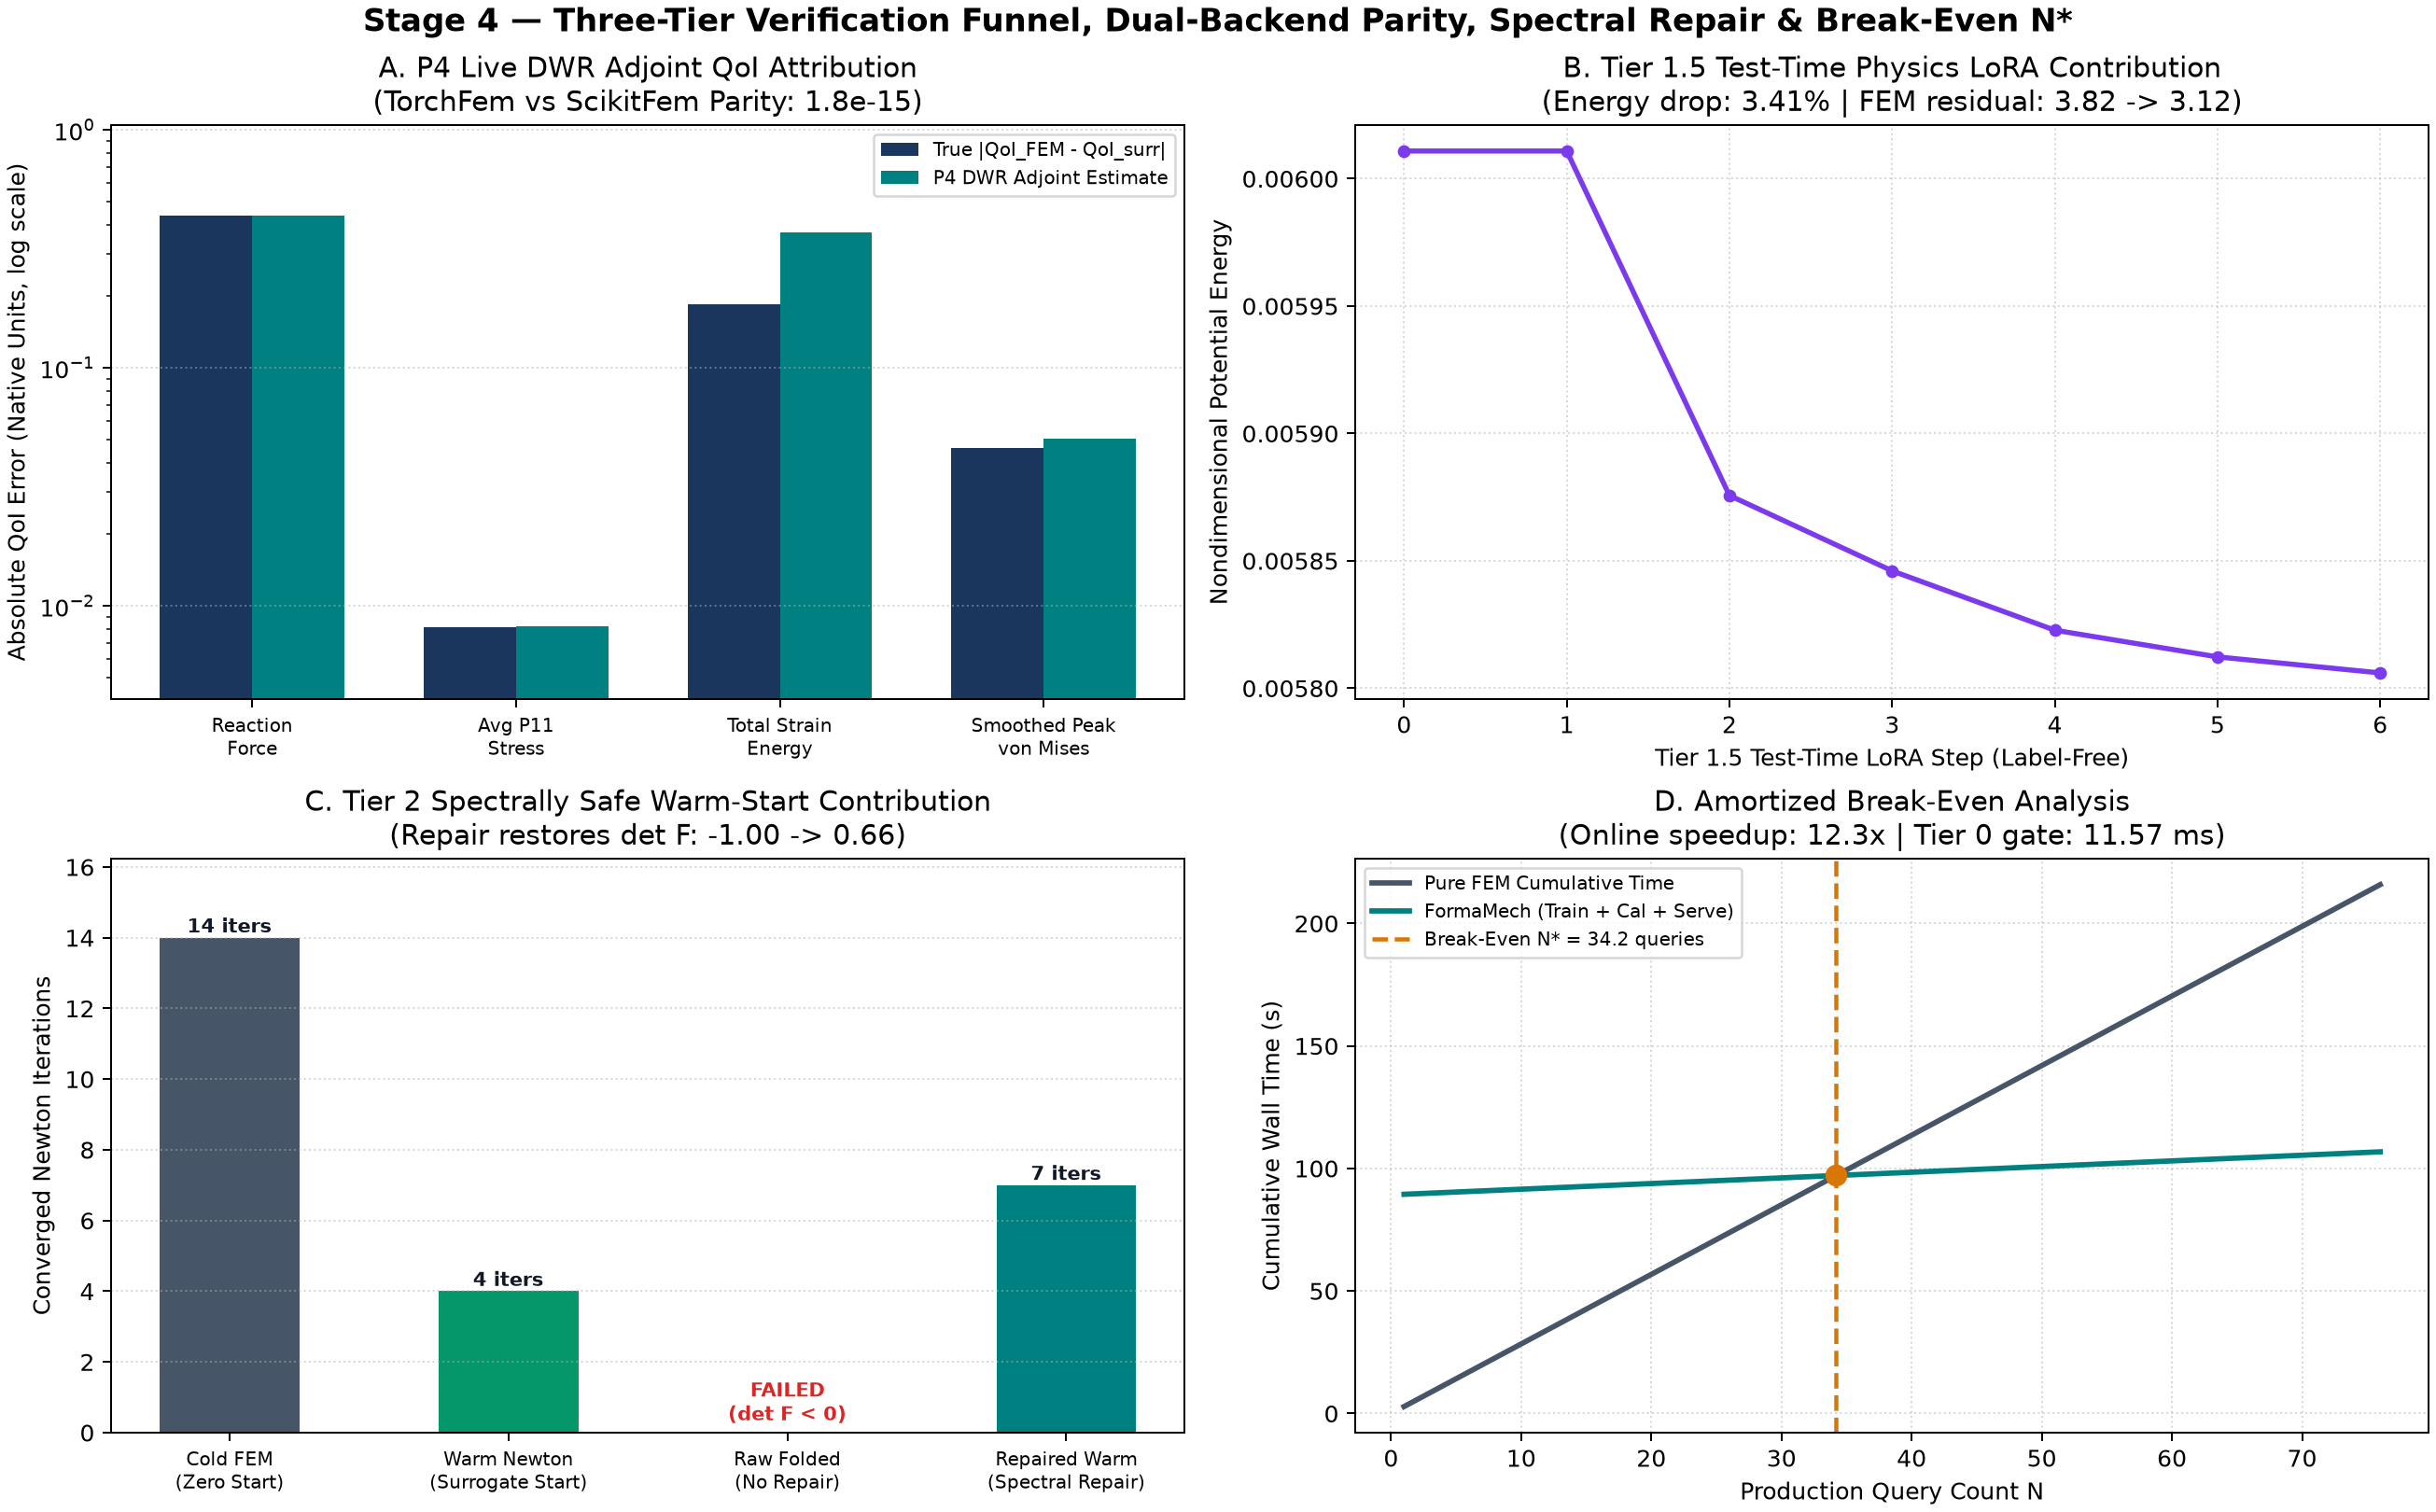 Stage 4 — Three-Tier Verification Funnel, Dual-Backend Parity, Spectral Repair & Break-Even N*
A. P4 Live DWR Adjoint QoI Attribution
(TorchFem vs ScikitFem Parity: 1.8e-15)
Absolute QoI Error (Native Units, log scale)
10⁰
10⁻¹
10⁻²
True |QoI_FEM - QoI_surr|
P4 DWR Adjoint Estimate
Reaction
Force
Avg P11
Stress
Total Strain
Energy
Smoothed Peak
von Mises
B. Tier 1.5 Test-Time Physics LoRA Contribution
(Energy drop: 3.41% | FEM residual: 3.82 -> 3.12)
Nondimensional Potential Energy
0.00600
0.00595
0.00590
0.00585
0.00580
0
1
2
3
4
5
6
Tier 1.5 Test-Time LoRA Step (Label-Free)
C. Tier 2 Spectrally Safe Warm-Start Contribution
(Repair restores det F: -1.00 -> 0.66)
Converged Newton Iterations
16
14
12
10
8
6
4
2
0
14 iters
4 iters
FAILED
(det F < 0)
7 iters
Cold FEM
(Zero Start)
Warm Newton
(Surrogate Start)
Raw Folded
(No Repair)
Repaired Warm
(Spectral Repair)
D. Amortized Break-Even Analysis
(Online speedup: 12.3x | Tier 0 gate: 11.57 ms)
Cumulative Wall Time (s)
200
150
100
50
0
Pure FEM Cumulative Time
FormaMech (Train + Cal + Serve)
Break-Even N* = 34.2 queries
0
10
20
30
40
50
60
70
Production Query Count N